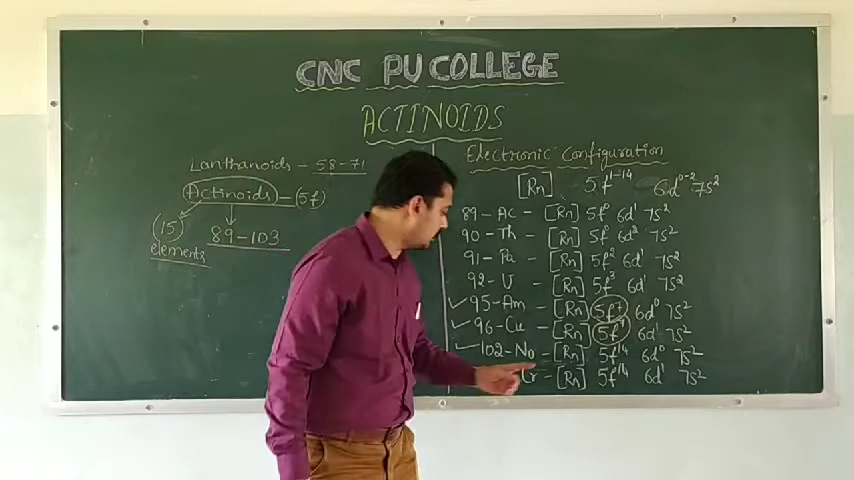 CNC PU COLLEGE
ACTINOIDS
Lanthanoids - 58-71
Actinoids - (5f)
(15) 89-103
elements
Electronic Configuration
[Rn] 5f¹⁻¹⁴ 6d⁰⁻² 7s²
89 - Ac - [Rn] 5f 6d¹ 7s²
90 - Th - [Rn] 5f 6d² 7s²
91 - Pa - [Rn] 5f² 6d¹ 7s²
92 - U - [Rn] 5f³ 6d¹ 7s²
✓ 95 - Am - [Rn] 5f⁷ 6d⁰ 7s²
✓ 96 - Cu - [Rn] 5f⁷ 6d¹ 7s²
✓ 102 - No - [Rn] 5f¹⁴ 6d⁰ 7s²
- [Rn] 5f¹⁴ 6d¹ 7s²